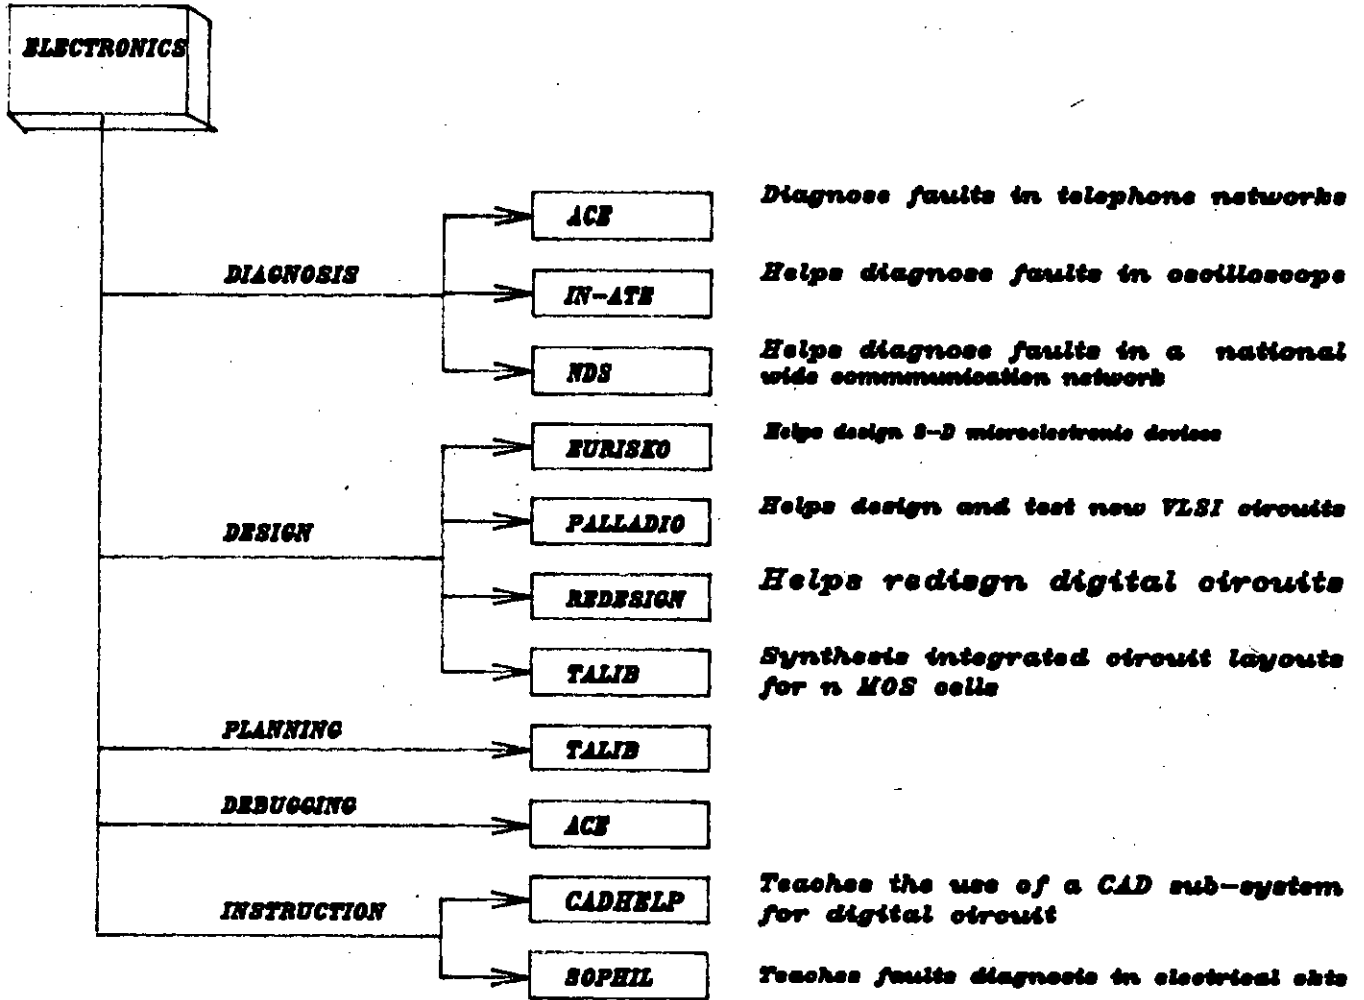 ELECTRONICS
ACE
Diagnose faults in telephone networks
DIAGNOSIS
IN-ATE
Helps diagnose faults in oscilloscope
NDS
Helps diagnose faults in a national
wide commmunication network
EURISKO
Helps design 3-D microelectronic devices
DESIGN
PALLADIO
Helps design and test new VLSI circuits
REDESIGN
Helps redisgn digital circuits
TALIB
Synthesis integrated circuit layouts
for n MOS cells
PLANNING
TALIB
DEBUGGING
ACE
INSTRUCTION
CADHELP
Teaches the use of a CAD sub-system
for digital circuit
SOPHIL
Teaches faults diagnosis in electrical